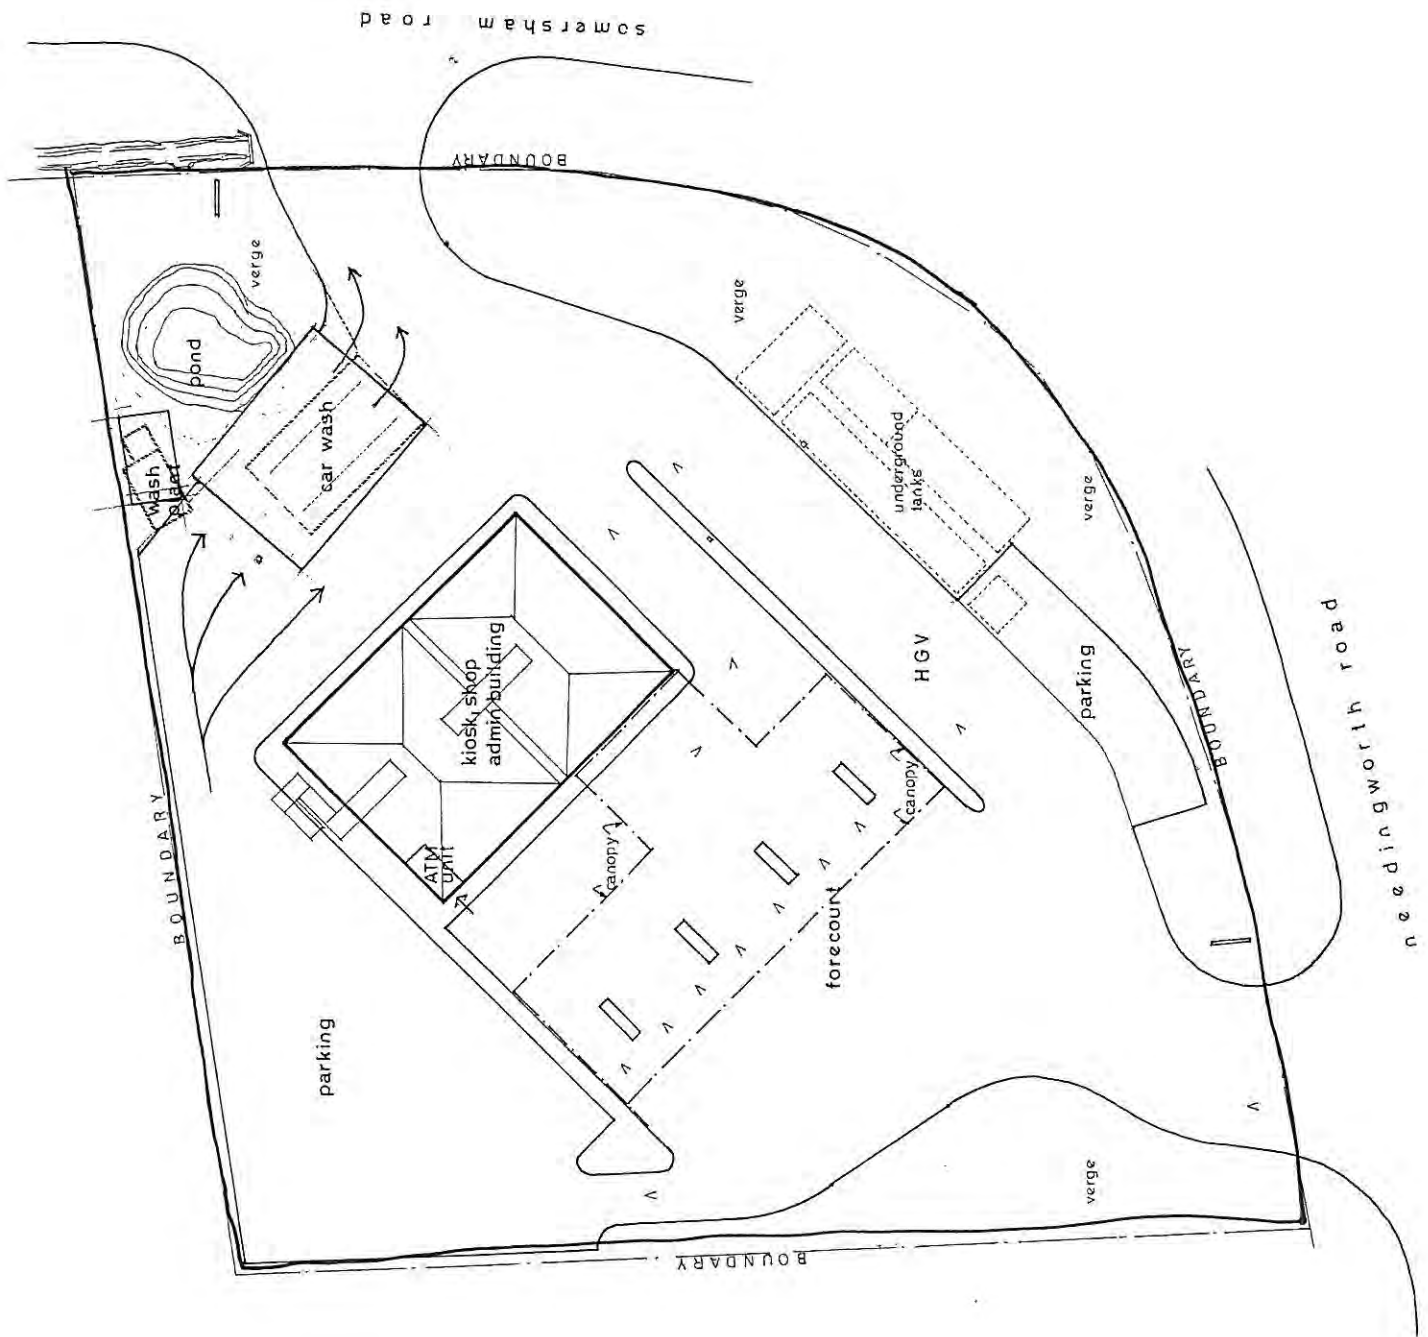 somersham road
BOUNDARY
verge
pond
verge
wash
plant
car wash
underground
tanks
verge
kiosk, shop
admin building
HGV
parking
BOUNDARY
needingworth road
BOUNDARY
ATM
unit
canopy
canopy
forecourt
parking
verge
BOUNDARY